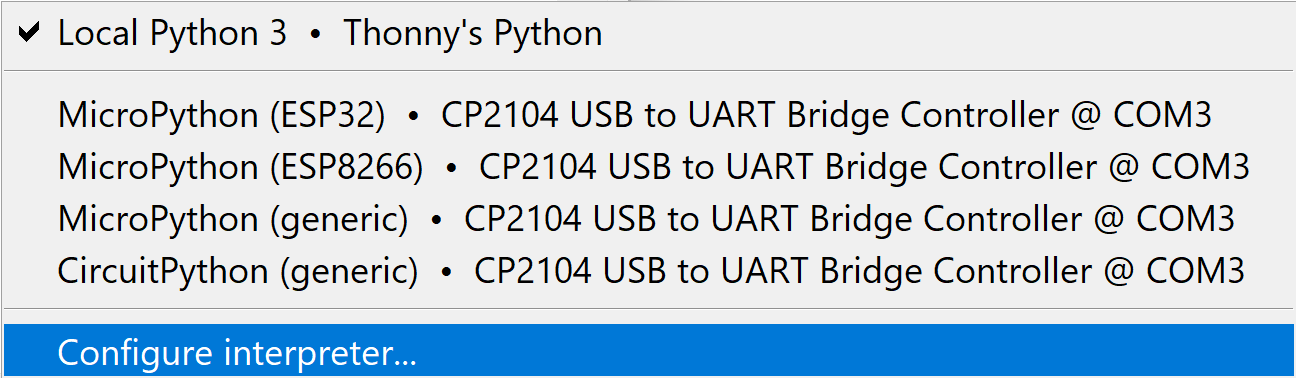 Local Python 3 • Thonny's Python
MicroPython (ESP32) • CP2104 USB to UART Bridge Controller @ COM3
MicroPython (ESP8266) • CP2104 USB to UART Bridge Controller @ COM3
MicroPython (generic) • CP2104 USB to UART Bridge Controller @ COM3
CircuitPython (generic) • CP2104 USB to UART Bridge Controller @ COM3
Configure interpreter...